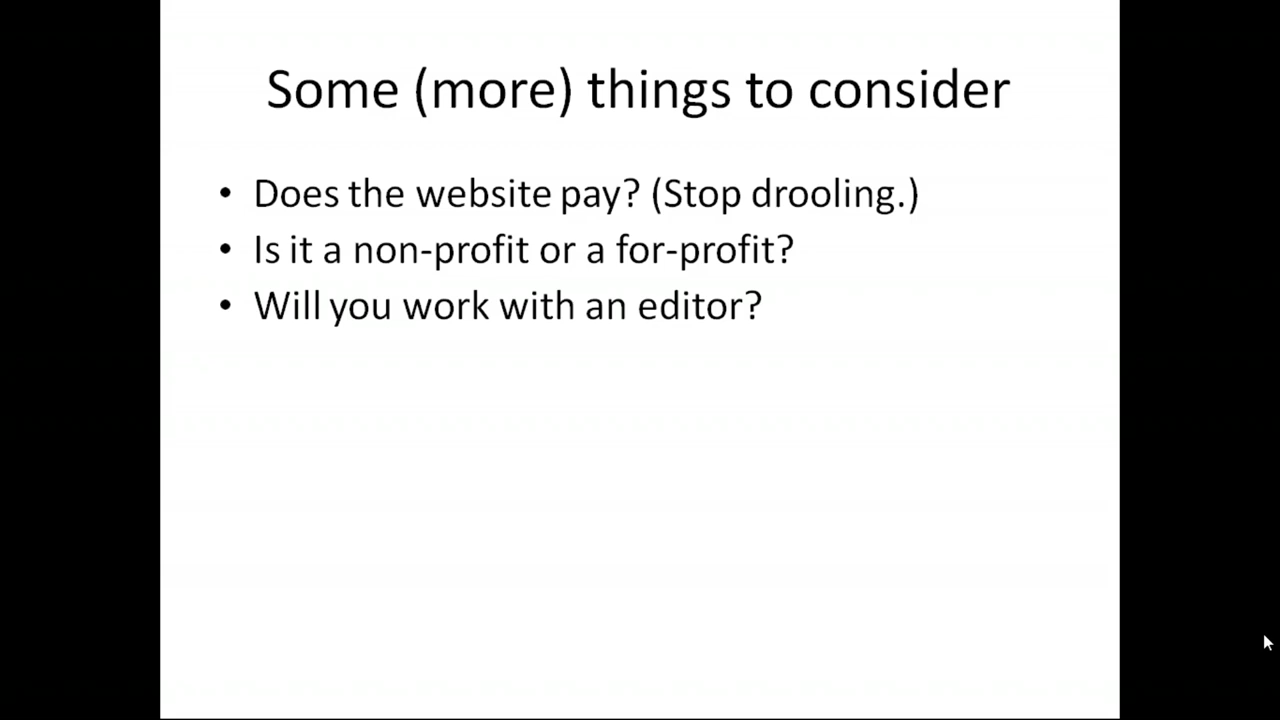 Some (more) things to consider
• Does the website pay? (Stop drooling.)
• Is it a non-profit or a for-profit?
• Will you work with an editor?